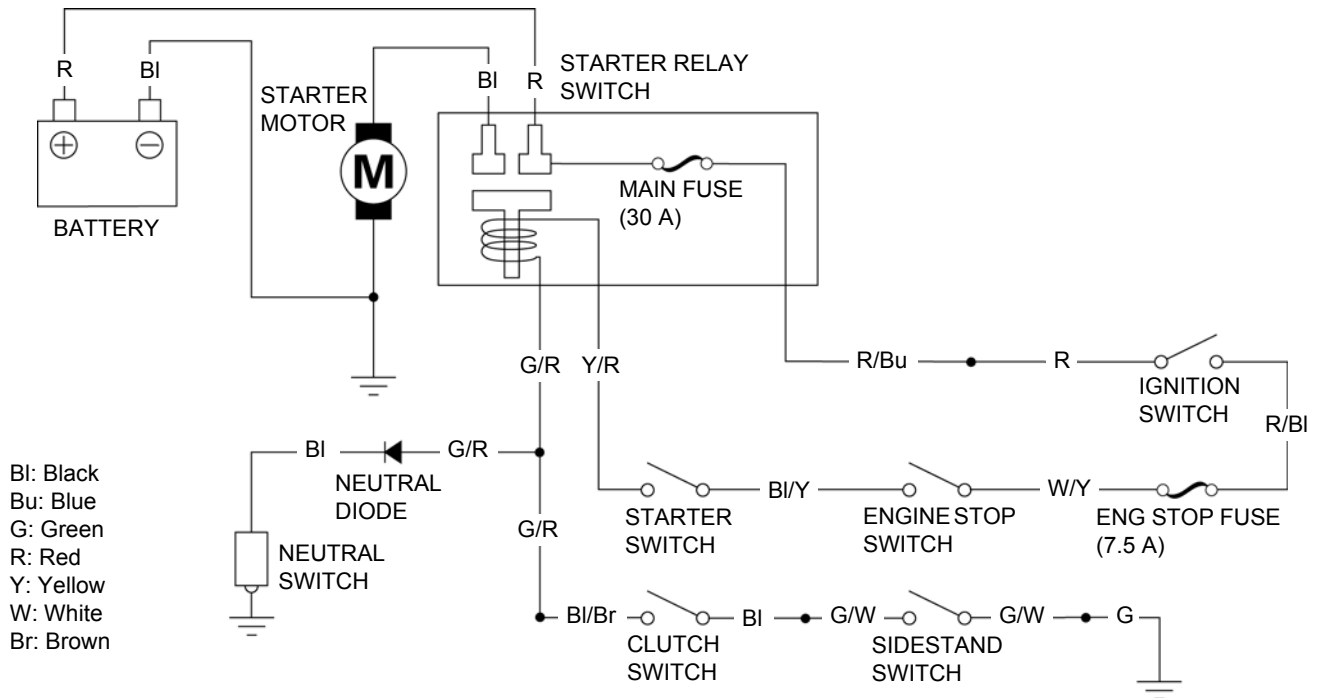 R
Bl
BATTERY
STARTER
MOTOR
M
Bl
R
STARTER RELAY
SWITCH
MAIN FUSE
(30 A)
G/R
Y/R
R/Bu
R
IGNITION
SWITCH
R/Bl
Bl
G/R
NEUTRAL
DIODE
NEUTRAL
SWITCH
G/R
STARTER
SWITCH
Bl/Y
ENGINE STOP
SWITCH
W/Y
ENG STOP FUSE
(7.5 A)
Bl/Br
CLUTCH
SWITCH
Bl
G/W
SIDESTAND
SWITCH
G/W
G
Bl: Black
Bu: Blue
G: Green
R: Red
Y: Yellow
W: White
Br: Brown